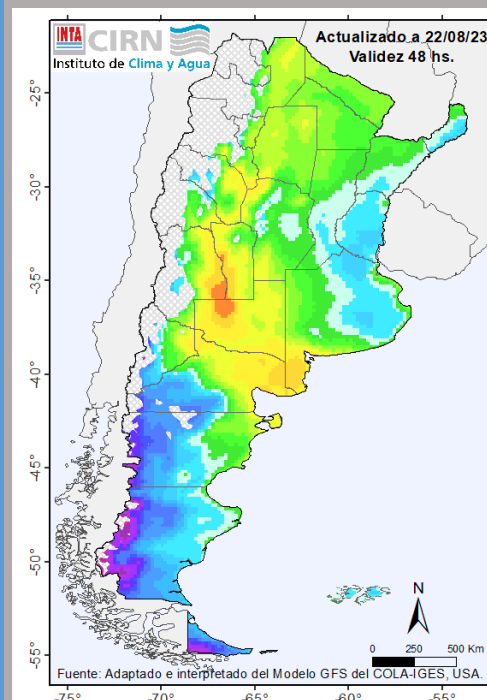 INTA CIRN
Instituto de Clima y Agua
Actualizado a 22/08/23
Validez 48 hs.
-25°
-30°
-35°
-40°
-45°
-50°
-55°
N
0 250 500 Km
Fuente: Adaptado e interpretado del Modelo GFS del COLA-IGES, USA.
-75° -70° -65° -60° -55°